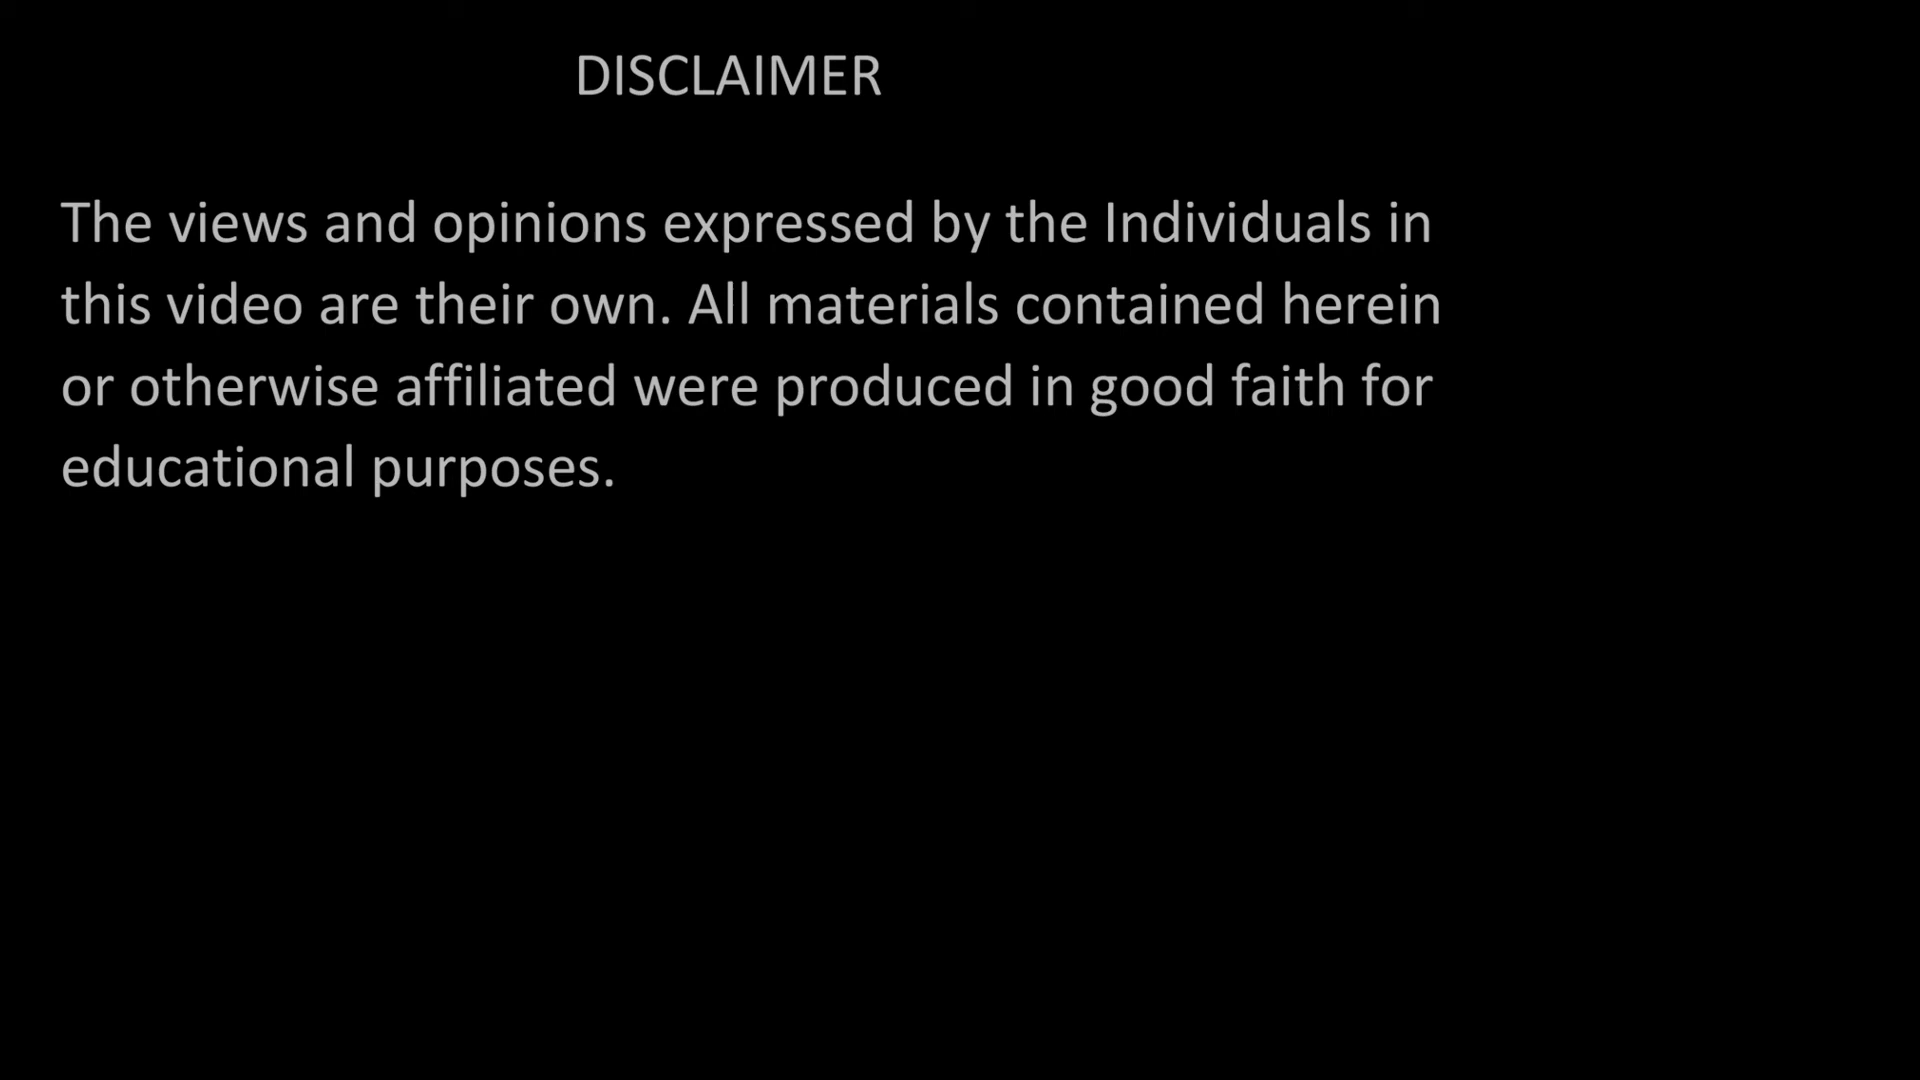 DISCLAIMER
The views and opinions expressed by the Individuals in
this video are their own. All materials contained herein
or otherwise affiliated were produced in good faith for
educational purposes.